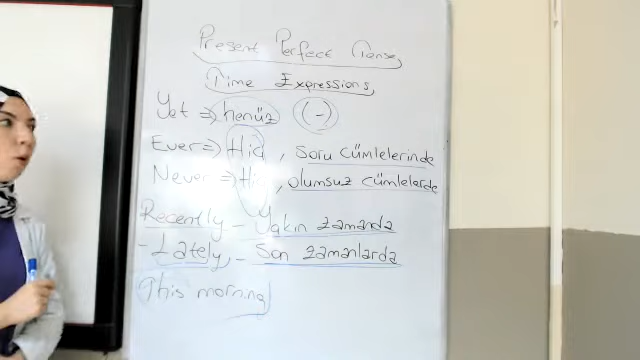 Present Perfect Tense
Time Expressions
Yet => henüz (-)
Ever => Hiç, Soru cümlelerinde
Never => Hiç, olumsuz cümlelerde
Recently - Yakın zamanda
- Lately, - Son zamanlarda
This morning